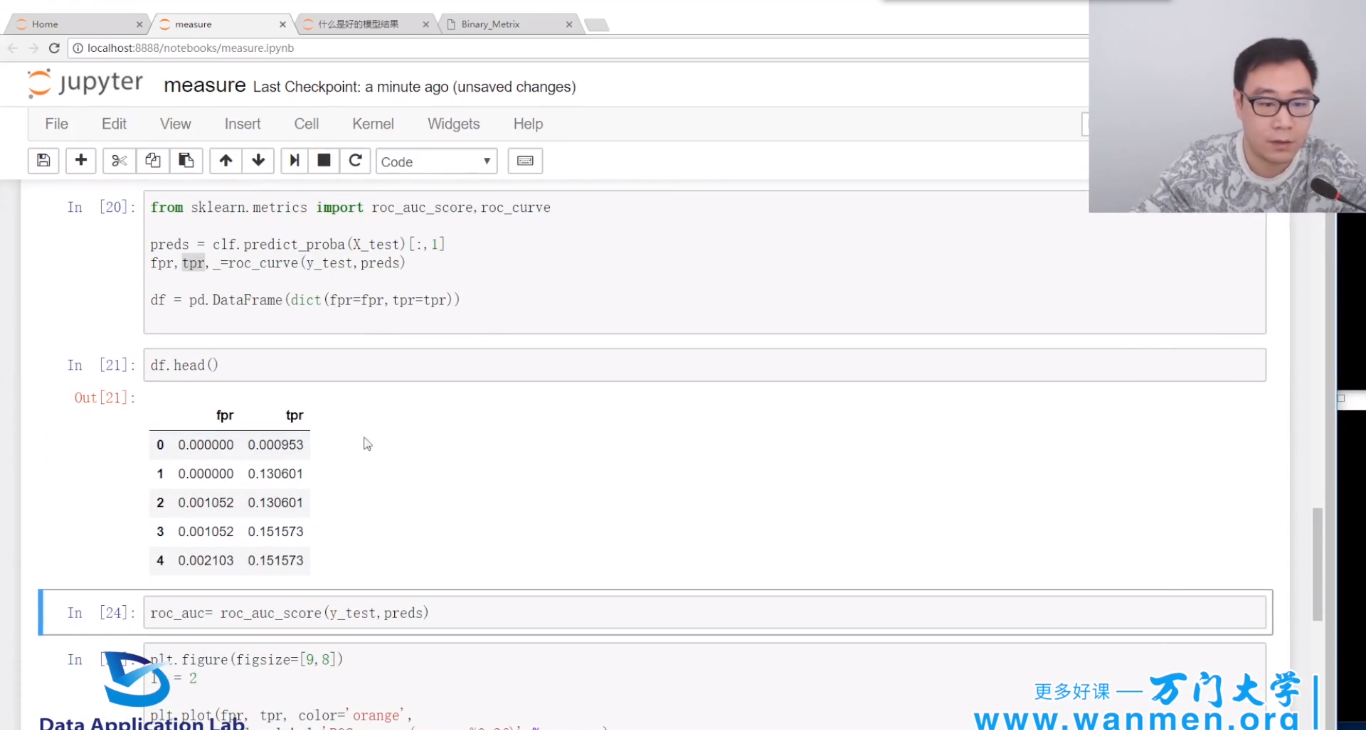 Home
measure
什么是好的模型结果
Binary_Metrix
localhost:8888/notebooks/measure.ipynb
jupyter measure Last Checkpoint: a minute ago (unsaved changes)
File Edit View Insert Cell Kernel Widgets Help
Code
In [20]: from sklearn.metrics import roc_auc_score,roc_curve
preds = clf.predict_proba(X_test)[:,1]
fpr,tpr,_=roc_curve(y_test,preds)
df = pd.DataFrame(dict(fpr=fpr,tpr=tpr))
In [21]: df.head()
Out[21]:
fpr tpr
0 0.000000 0.000953
1 0.000000 0.130601
2 0.001052 0.130601
3 0.001052 0.151573
4 0.002103 0.151573
In [24]: roc_auc= roc_auc_score(y_test,preds)
In plt.figure(figsize=[9,8])
= 2
plt.plot(fpr, tpr, color='orange',
Data Application Lab
更多好课 — 万门大学
www.wanmen.org